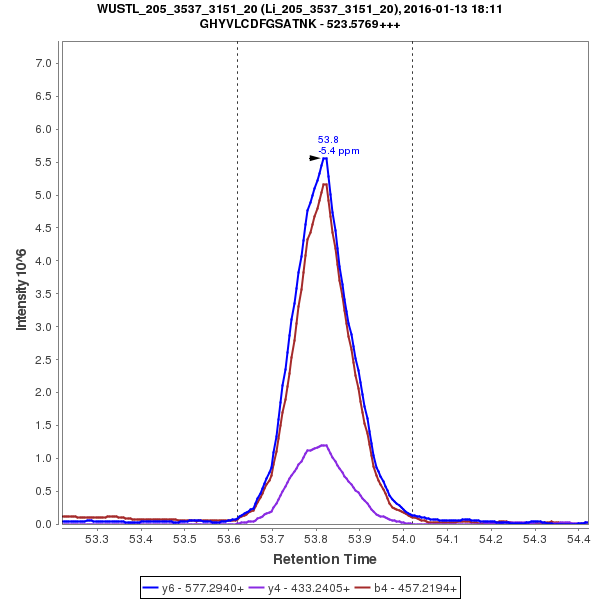 WUSTL_205_3537_3151_20 (Li_205_3537_3151_20), 2016-01-13 18:11
GHYVLCDFGSATNK - 523.5769+++
7.0
6.5
6.0
5.5
5.0
4.5
4.0
3.5
3.0
2.5
2.0
1.5
1.0
0.5
0.0
Intensity 10^6
53.8
-5.4 ppm
53.3 53.4 53.5 53.6 53.7 53.8 53.9 54.0 54.1 54.2 54.3 54.4
Retention Time
y6 - 577.2940+ y4 - 433.2405+ b4 - 457.2194+